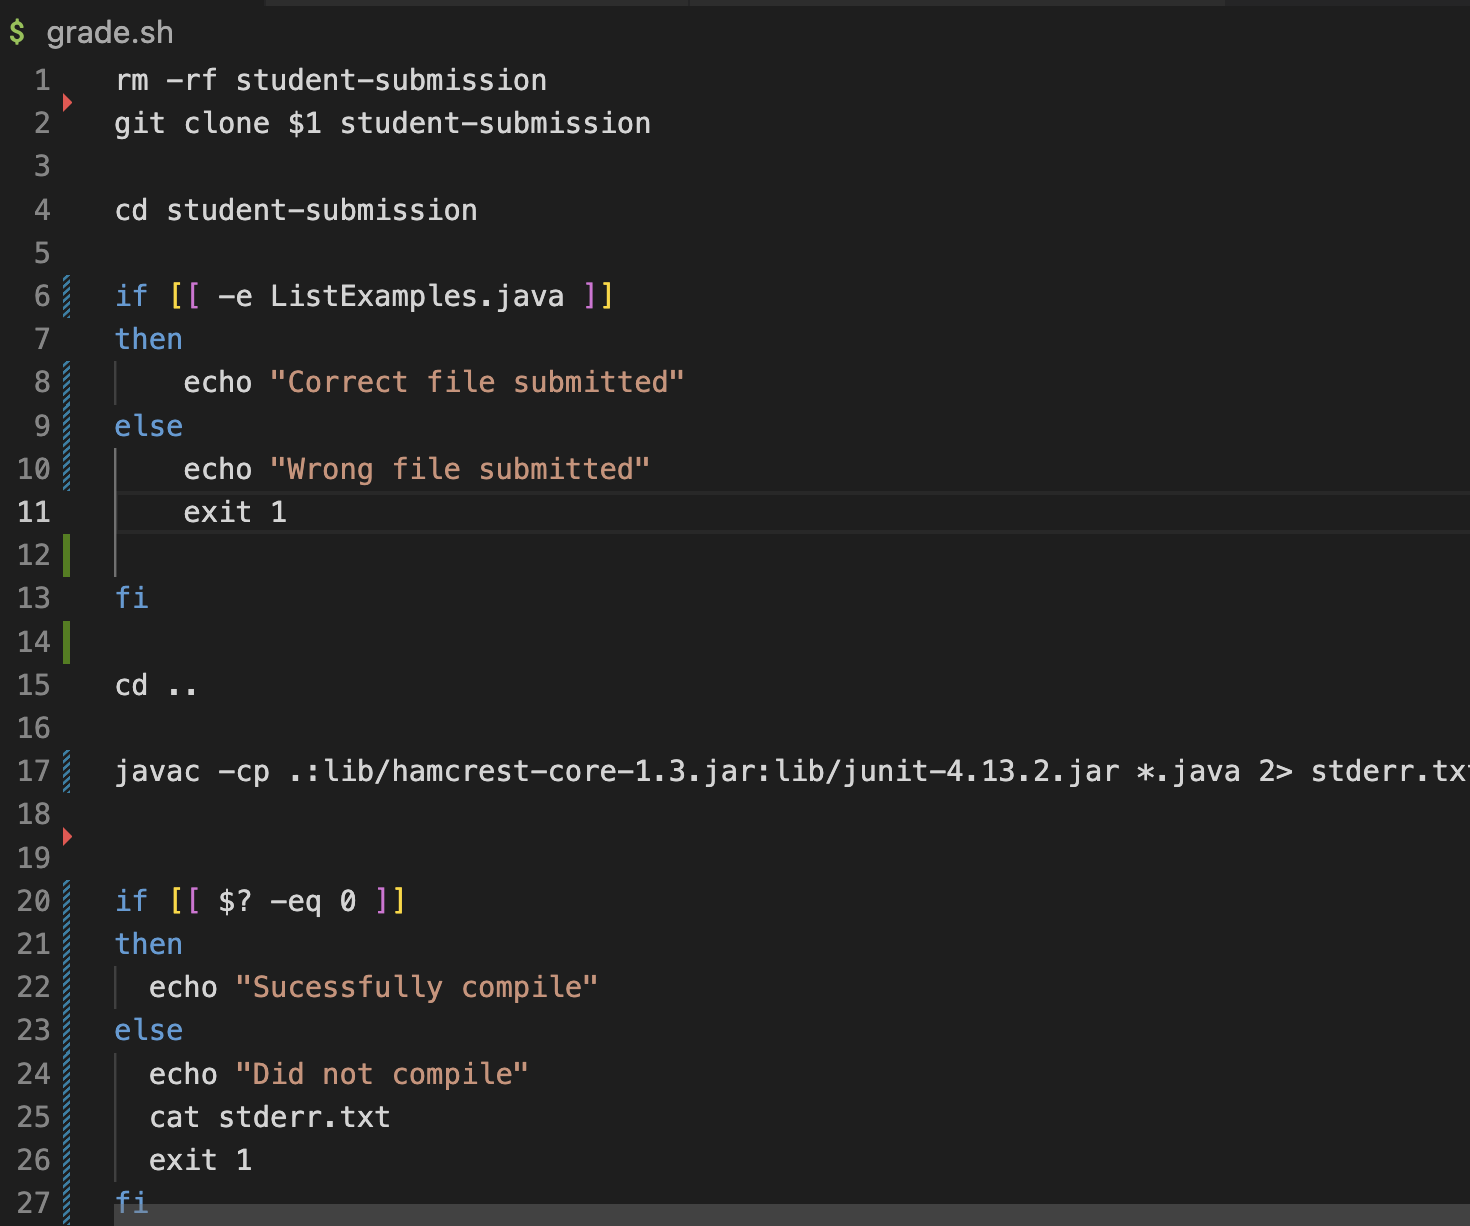 $ grade.sh
1 rm -rf student-submission
2 git clone $1 student-submission
3
4 cd student-submission
5
6 if [[ -e ListExamples.java ]]
7 then
8 echo "Correct file submitted"
9 else
10 echo "Wrong file submitted"
11 exit 1
12
13 fi
14
15 cd ..
16
17 javac -cp .:lib/hamcrest-core-1.3.jar:lib/junit-4.13.2.jar *.java 2> stderr.txt
18
19
20 if [[ $? -eq 0 ]]
21 then
22 echo "Sucessfully compile"
23 else
24 echo "Did not compile"
25 cat stderr.txt
26 exit 1
27 fi